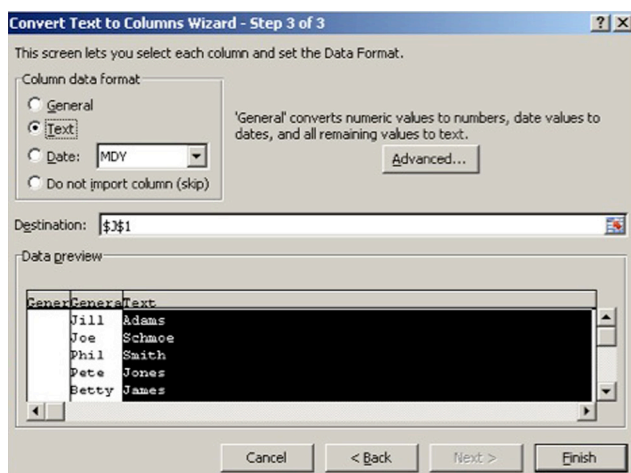 Convert Text to Columns Wizard - Step 3 of 3
This screen lets you select each column and set the Data Format.
Column data format
General
Text
Date: MDY
Do not import column (skip)
'General' converts numeric values to numbers, date values to
dates, and all remaining values to text.
Advanced...
Destination: $J$1
Data preview
Gener Genera Text
Jill Adams
Joe Schmoe
Phil Smith
Pete Jones
Betty James
Cancel < Back Next > Finish